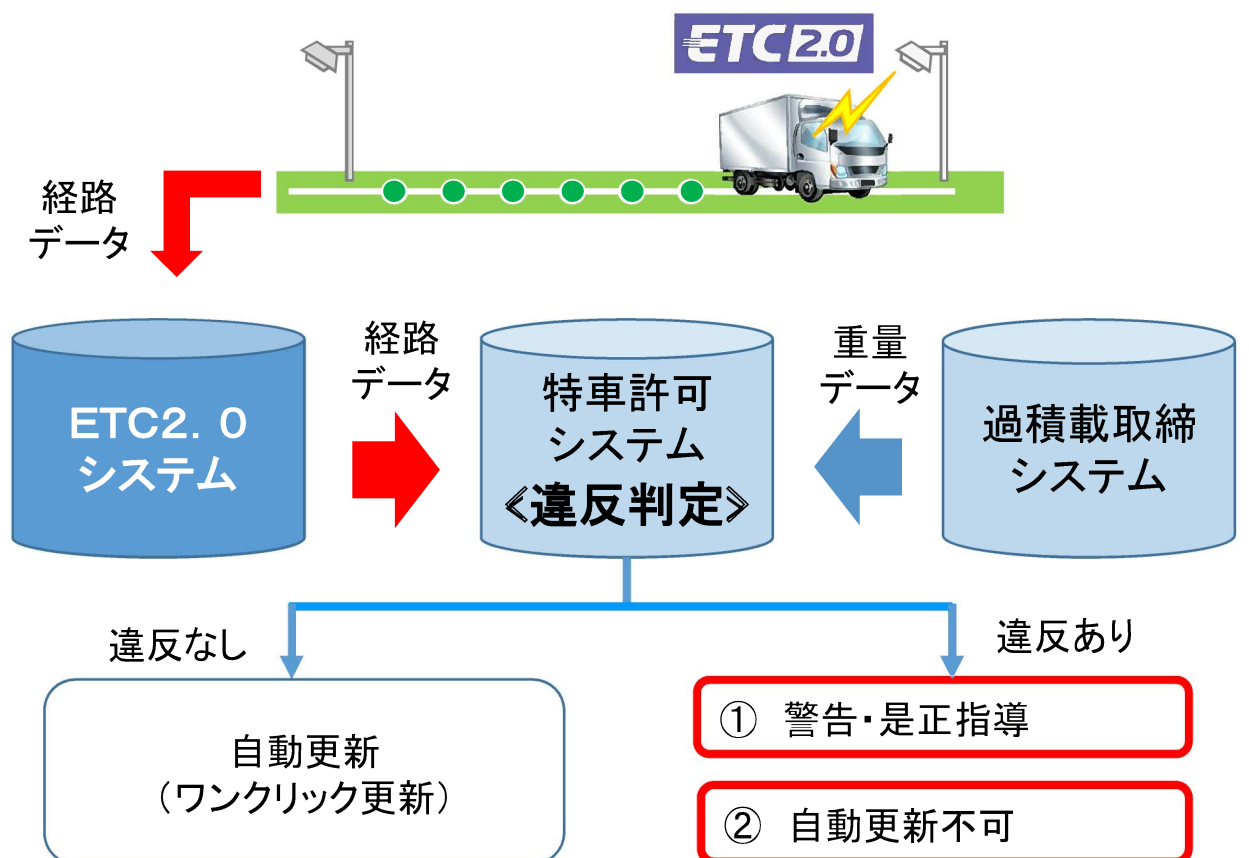 ETC2.0
経路
データ
経路
データ
重量
データ
ETC2.0
システム
特車許可
システム
≪違反判定≫
過積載取締
システム
違反なし
違反あり
自動更新
（ワンクリック更新）
① 警告・是正指導
② 自動更新不可